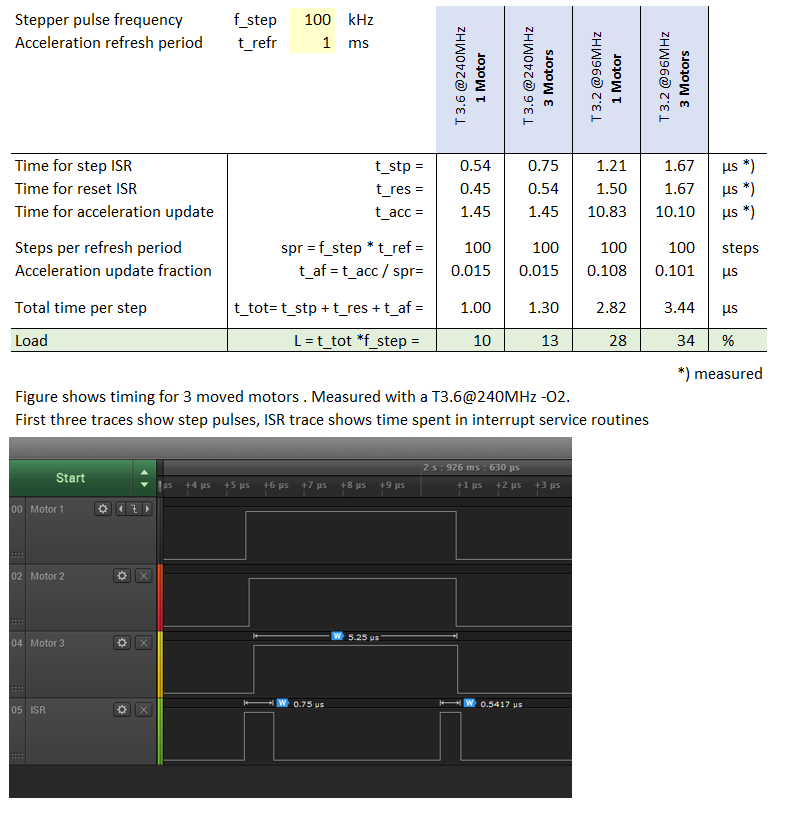 Stepper pulse frequency f_step 100 kHz
Acceleration refresh period t_refr 1 ms
T 3.6 @240MHz
1 Motor
T 3.6 @240MHz
3 Motors
T 3.2 @96MHz
1 Motor
T 3.2 @96MHz
3 Motors
Time for step ISR t_stp = 0.54 0.75 1.21 1.67 µs *)
Time for reset ISR t_res = 0.45 0.54 1.50 1.67 µs *)
Time for acceleration update t_acc = 1.45 1.45 10.83 10.10 µs *)
Steps per refresh period spr = f_step * t_ref = 100 100 100 100 steps
Acceleration update fraction t_af = t_acc / spr= 0.015 0.015 0.108 0.101 µs
Total time per step t_tot= t_stp + t_res + t_af = 1.00 1.30 2.82 3.44 µs
Load L = t_tot *f_step = 10 13 28 34 %
*) measured
Figure shows timing for 3 moved motors . Measured with a T3.6@240MHz -O2.
First three traces show step pulses, ISR trace shows time spent in interrupt service routines
2 s : 926 ms : 630 µs
Start
µs +4 µs +5 µs +6 µs +7 µs +8 µs +9 µs +1 µs +2 µs +3 µs
00 Motor 1
02 Motor 2
W 5.25 µs
04 Motor 3
W 0.75 µs W 0.5417 µs
05 ISR